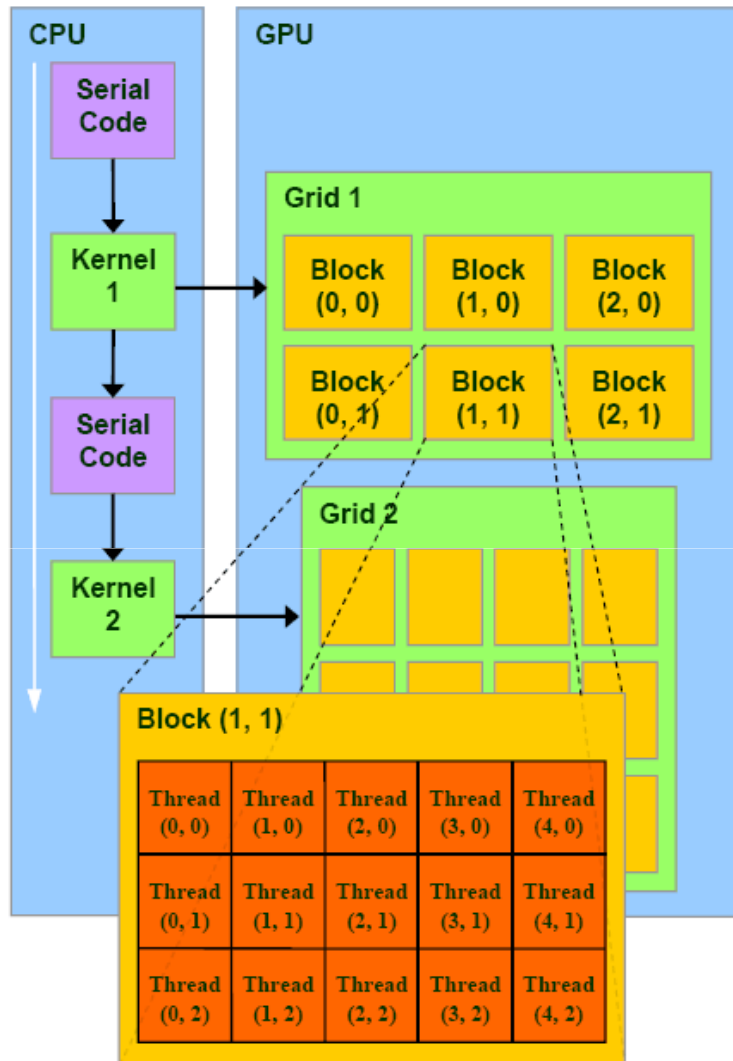 CPU
GPU
Serial
Code
Grid 1
Kernel
1
Block
(0, 0)
Block
(1, 0)
Block
(2, 0)
Block
(0, 1)
Block
(1, 1)
Block
(2, 1)
Serial
Code
Grid 2
Kernel
2
Block (1, 1)
Thread
(0, 0)
Thread
(1, 0)
Thread
(2, 0)
Thread
(3, 0)
Thread
(4, 0)
Thread
(0, 1)
Thread
(1, 1)
Thread
(2, 1)
Thread
(3, 1)
Thread
(4, 1)
Thread
(0, 2)
Thread
(1, 2)
Thread
(2, 2)
Thread
(3, 2)
Thread
(4, 2)